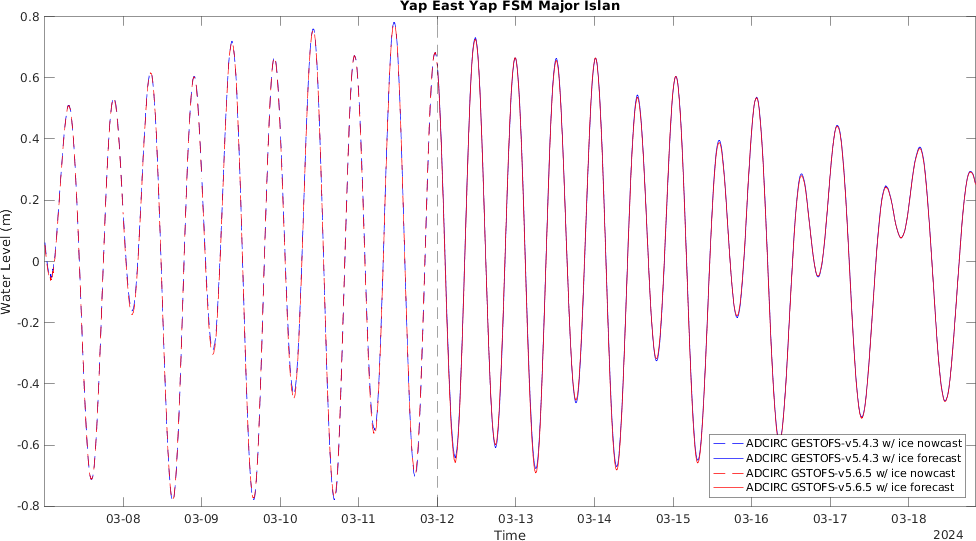 Yap East Yap FSM Major Islan
0.8
0.6
0.4
0.2
0
-0.2
-0.4
-0.6
-0.8
Water Level (m)
ADCIRC GESTOFS-v5.4.3 w/ ice nowcast
ADCIRC GESTOFS-v5.4.3 w/ ice forecast
ADCIRC GSTOFS-v5.6.5 w/ ice nowcast
ADCIRC GSTOFS-v5.6.5 w/ ice forecast
03-08 03-09 03-10 03-11 03-12 03-13 03-14 03-15 03-16 03-17 03-18
Time
2024